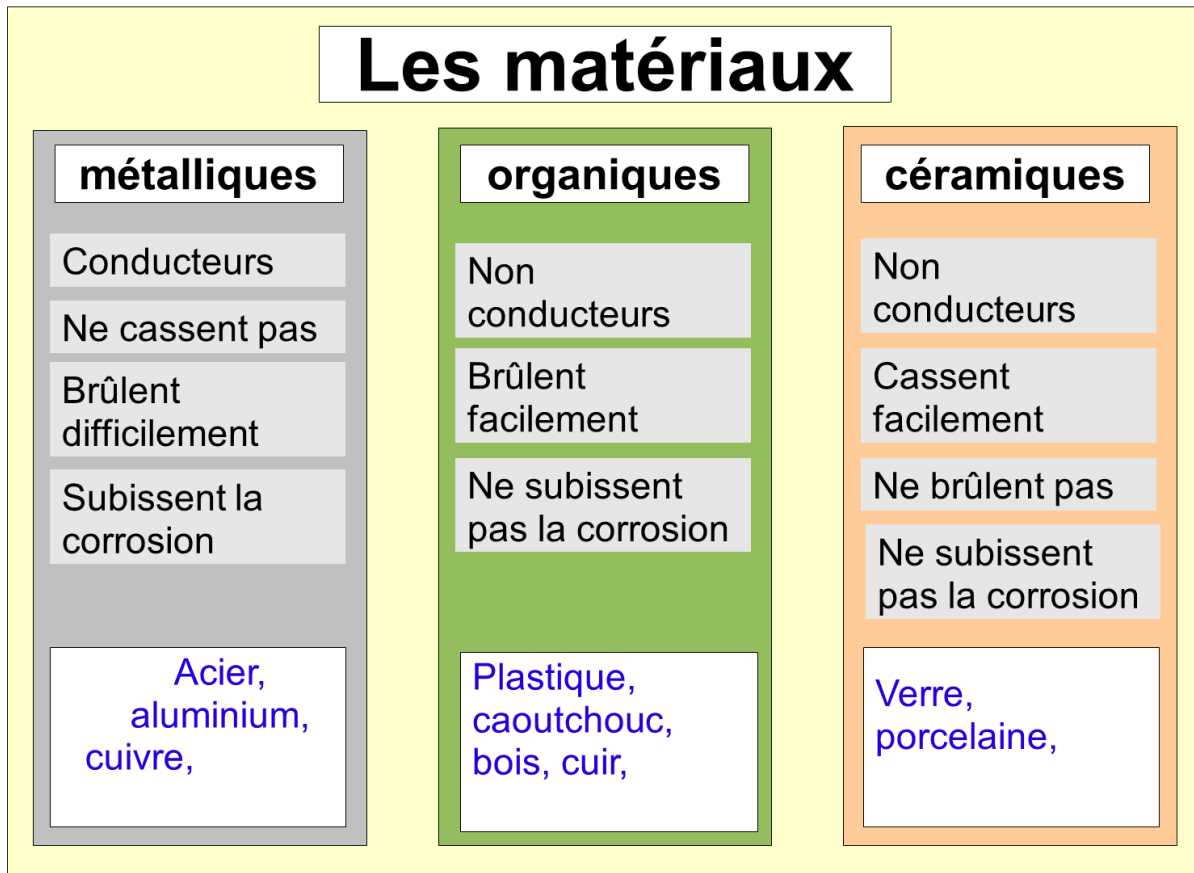 Les matériaux
métalliques
Conducteurs
Ne cassent pas
Brûlent
difficilement
Subissent la
corrosion
Acier,
aluminium,
cuivre,
organiques
Non
conducteurs
Brûlent
facilement
Ne subissent
pas la corrosion
Plastique,
caoutchouc,
bois, cuir,
céramiques
Non
conducteurs
Cassent
facilement
Ne brûlent pas
Ne subissent
pas la corrosion
Verre,
porcelaine,